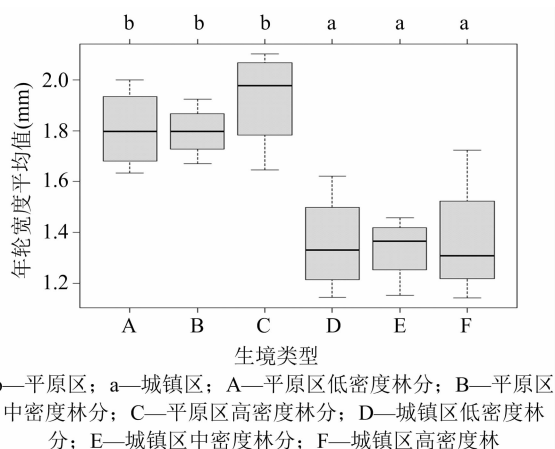 b b b a a a
2.0
1.8
1.6
1.4
1.2
年轮宽度平均值(mm)
A B C D E F
生境类型
b—平原区；a—城镇区；A—平原区低密度林分；B—平原区
中密度林分；C—平原区高密度林分；D—城镇区低密度林
分；E—城镇区中密度林分；F—城镇区高密度林